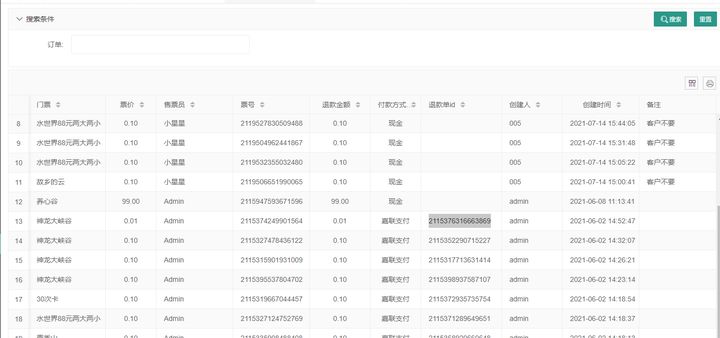 搜索条件 搜索 重置
订单:
门票 票价 售票员 票号 退款金额 付款方式... 退款单id 创建人 创建时间 备注
8. 水世界88元两大两小 0.10 小星星 2119527830509488 0.10 现金 005 2021-07-14 15:44:05 客户不要
9 水世界88元两大两小 0.10 小星星 2119504962441867 0.10 现金 005 2021-07-14 15:31:48 客户不要
10 水世界88元两大两小 0.10 小星星 2119532355032480 0.10 现金 005 2021-07-14 15:05:22 客户不要
11 故乡的云 0.10 小星星 2119506651990065 0.10 现金 005 2021-07-14 15:00:41 客户不要
12 养心谷 99.00 Admin 2115947593671596 99.00 现金 admin 2021-06-08 11:13:41
13 神龙大峡谷 0.01 Admin 2115374249901564 0.01 嘉联支付 2115376316663869 admin 2021-06-02 14:52:47
14 神龙大峡谷 0.10 Admin 2115327478436122 0.10 嘉联支付 2115352290715227 admin 2021-06-02 14:32:07
15 神龙大峡谷 0.10 Admin 2115315901931009 0.10 嘉联支付 2115317713631414 admin 2021-06-02 14:26:21
16 神龙大峡谷 0.10 Admin 2115395537804702 0.10 嘉联支付 2115398937587107 admin 2021-06-02 14:23:14
17 30次卡 0.10 Admin 2115319667044457 0.10 嘉联支付 2115372935735754 admin 2021-06-02 14:18:54
18 水世界88元两大两小 0.10 Admin 2115327124752769 0.10 嘉联支付 2115371289649651 admin 2021-06-02 14:18:37